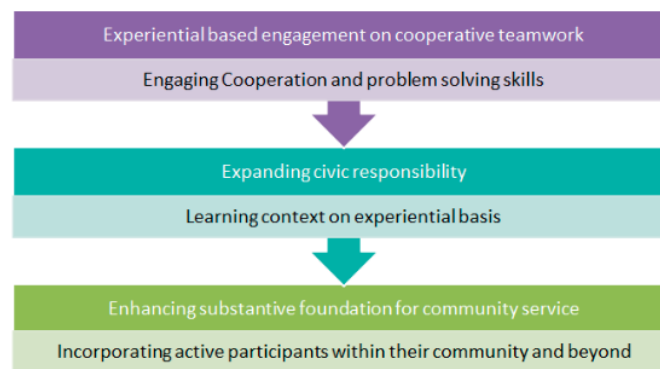 Experiential based engagement on cooperative teamwork
Engaging Cooperation and problem solving skills
Expanding civic responsibility
Learning context on experiential basis
Enhancing substantive foundation for community service
Incorporating active participants within their community and beyond